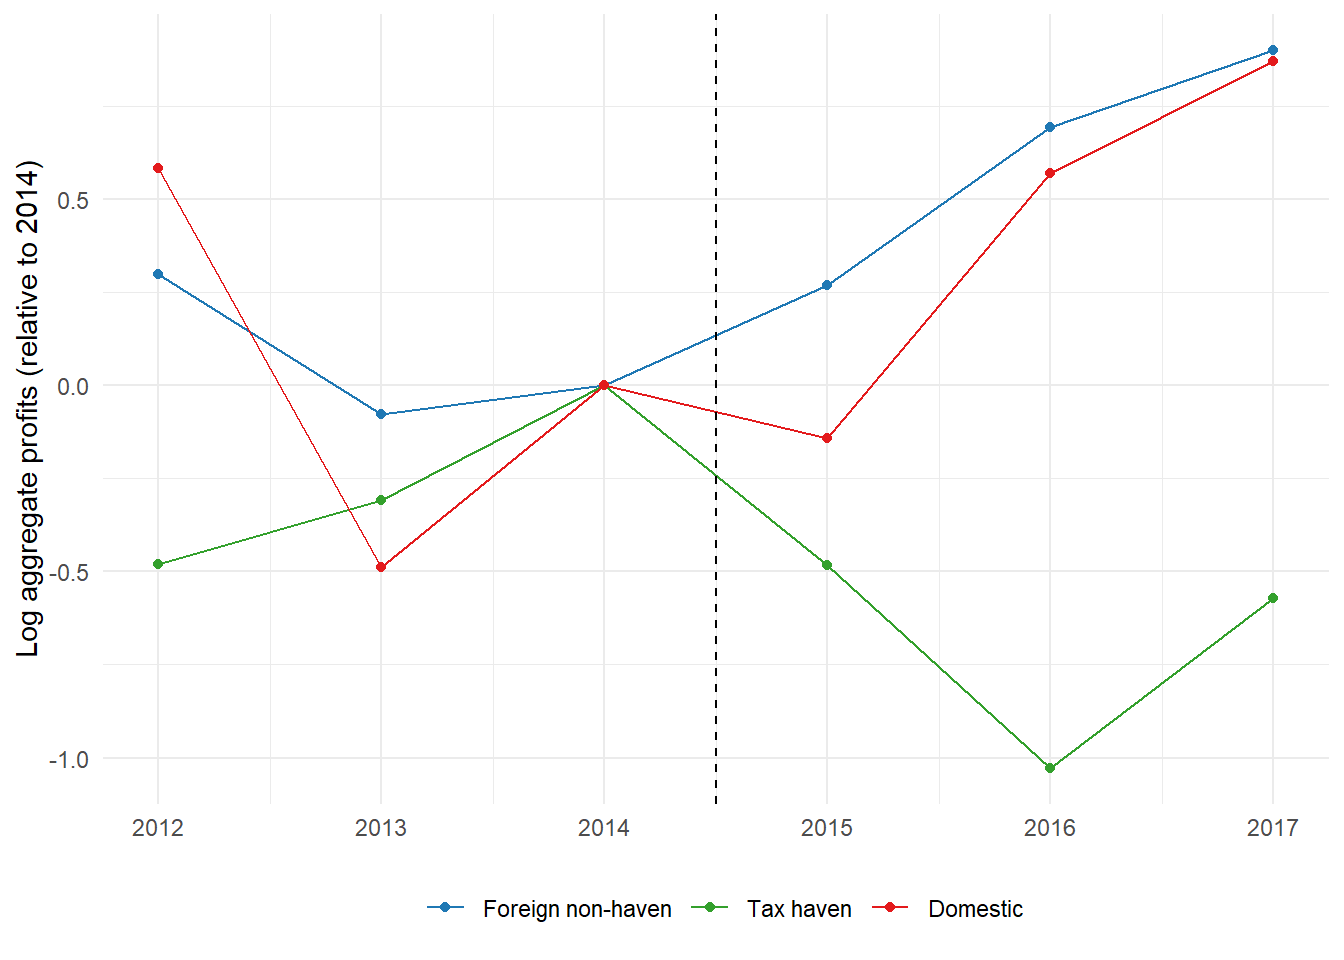 Log aggregate profits (relative to 2014)
0.5
0.0
-0.5
-1.0
2012 2013 2014 2015 2016 2017
Foreign non-haven Tax haven Domestic